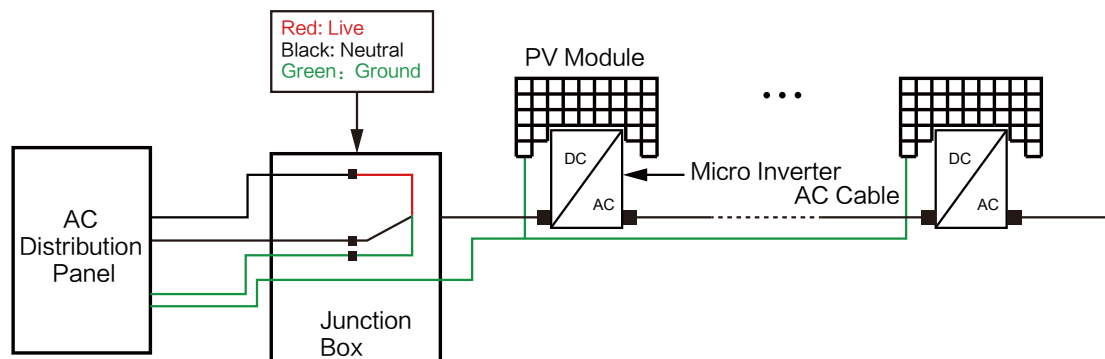 Red: Live
Black: Neutral
Green：Ground
PV Module
DC
AC
Micro Inverter
AC Cable
DC
AC
AC
Distribution
Panel
Junction
Box